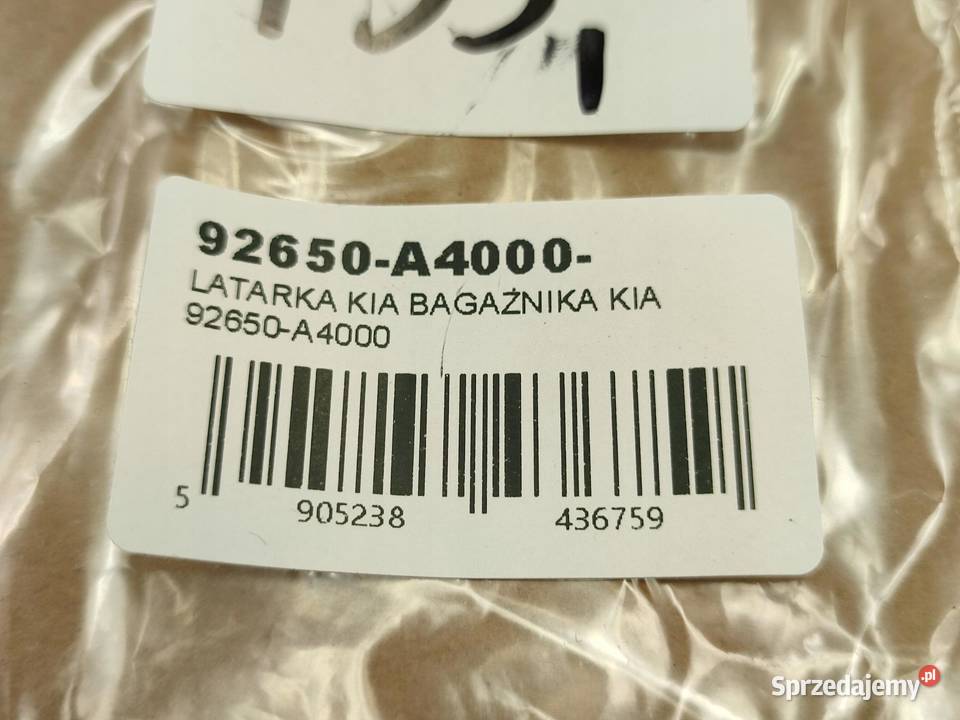 92650-A4000-
LATARKA KIA BAGAŻNIKA KIA
92650-A4000
5 905238 436759
Sprzedajemy.pl